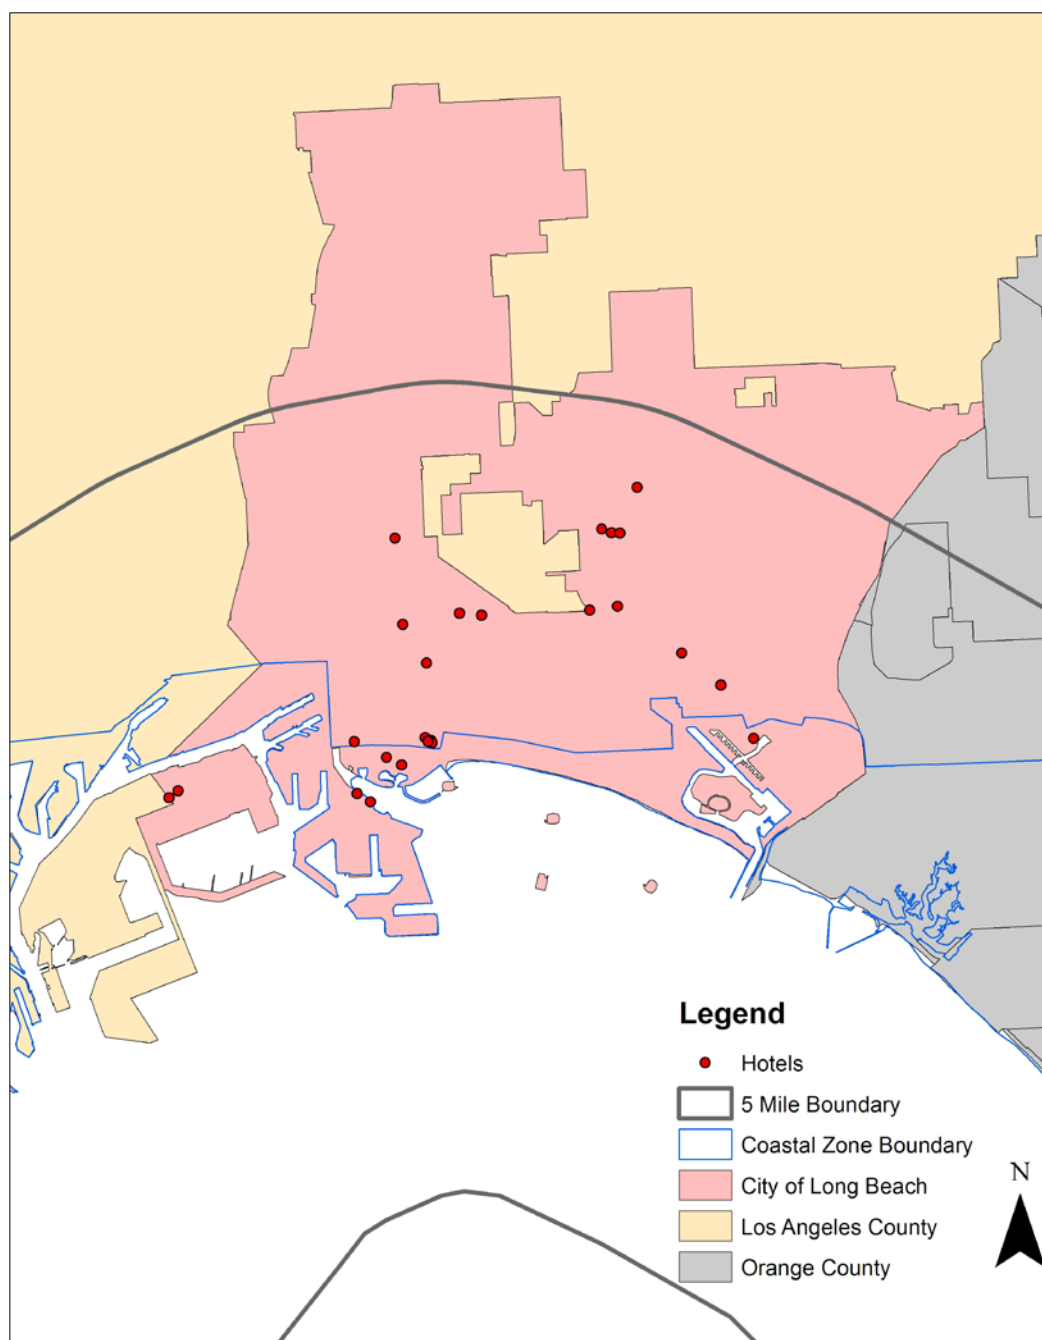 Legend
Hotels
5 Mile Boundary
Coastal Zone Boundary
City of Long Beach
N
Los Angeles County
Orange County